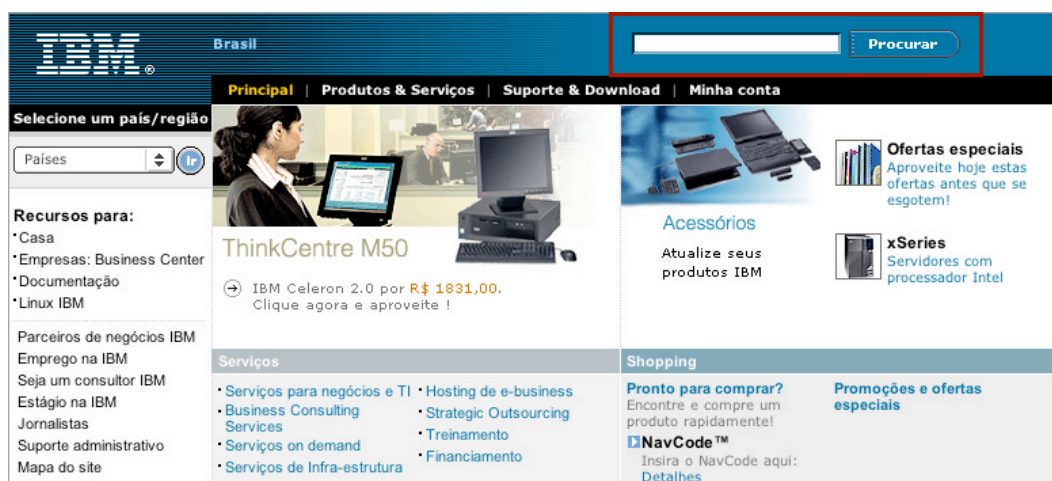 IBM®
Brasil
Procurar
Principal | Produtos & Serviços | Suporte & Download | Minha conta
Selecione um país/região
Países
Ir
Recursos para:
Casa
Empresas: Business Center
Documentação
Linux IBM
Parceiros de negócios IBM
Emprego na IBM
Seja um consultor IBM
Estágio na IBM
Jornalistas
Suporte administrativo
Mapa do site
ThinkCentre M50
IBM Celeron 2.0 por R$ 1831,00.
Clique agora e aproveite !
Acessórios
Atualize seus
produtos IBM
Ofertas especiais
Aproveite hoje estas
ofertas antes que se
esgotem!
xSeries
Servidores com
processador Intel
Serviços
Serviços para negócios e TI
Business Consulting
Services
Serviços on demand
Serviços de Infra-estrutura
Hosting de e-business
Strategic Outsourcing
Treinamento
Financiamento
Shopping
Pronto para comprar?
Encontre e compre um
produto rapidamente!
NavCode™
Insira o NavCode aqui:
Detalhes
Promoções e ofertas
especiais